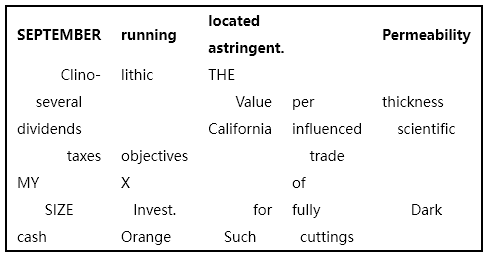 SEPTEMBER running located astringent. Permeability
Clino- lithic THE
several Value per thickness
dividends California influenced scientific
taxes objectives trade
MY X of
SIZE Invest. for fully Dark
cash Orange Such cuttings